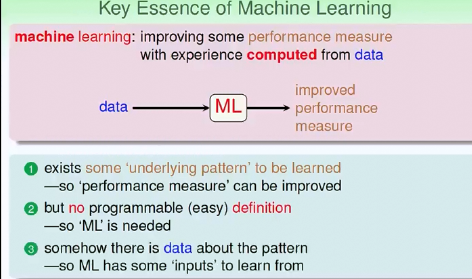 Key Essence of Machine Learning
machine learning: improving some performance measure
with experience computed from data
data
ML
improved
performance
measure
1 exists some ‘underlying pattern’ to be learned
—so ‘performance measure’ can be improved
2 but no programmable (easy) definition
—so ‘ML’ is needed
3 somehow there is data about the pattern
—so ML has some ‘inputs’ to learn from